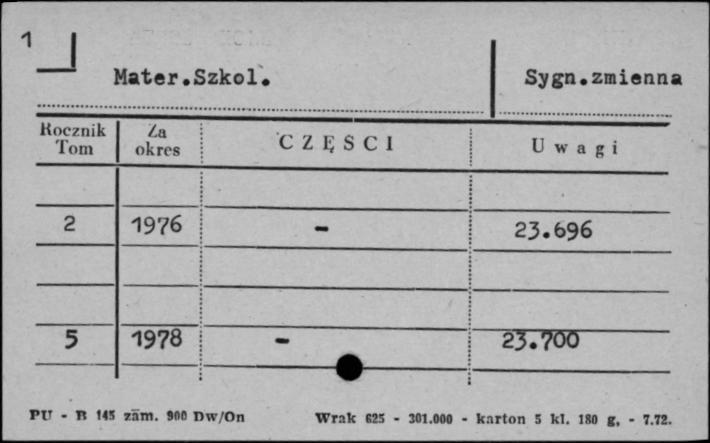 1
Mater.Szkol. Sygn.zmienna
Rocznik Tom Za okres CZĘŚCI Uwagi
2 1976 - 23.696
5 1978 - 23.700
PU - B 145 zam. 900 Dw/On Wrak 625 - 301.000 - karton 5 kl. 180 g, - 7.72.